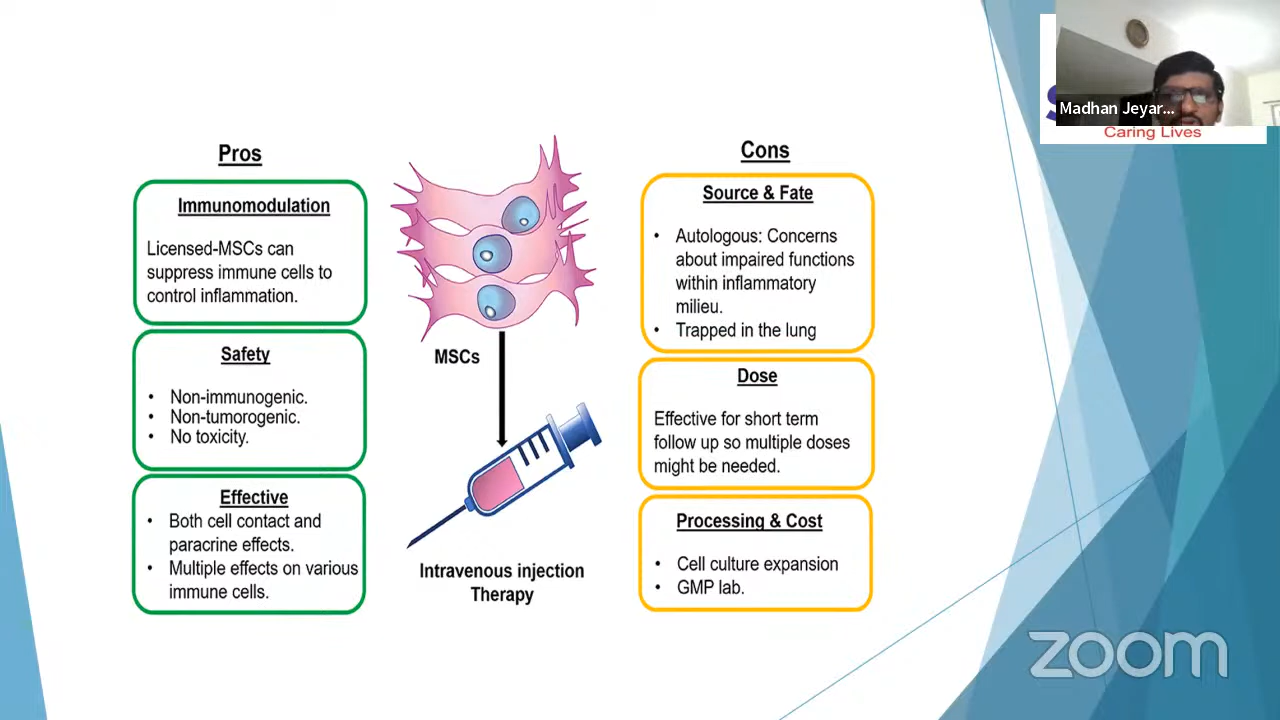 Madhan Jeyar...
Caring Lives
Pros
Immunomodulation
Licensed-MSCs can
suppress immune cells to
control inflammation.
Safety
• Non-immunogenic.
• Non-tumorogenic.
• No toxicity.
Effective
• Both cell contact and
paracrine effects.
• Multiple effects on various
immune cells.
MSCs
Intravenous injection
Therapy
Cons
Source & Fate
• Autologous: Concerns
about impaired functions
within inflammatory
milieu.
• Trapped in the lung
Dose
Effective for short term
follow up so multiple doses
might be needed.
Processing & Cost
• Cell culture expansion
• GMP lab.
zoom